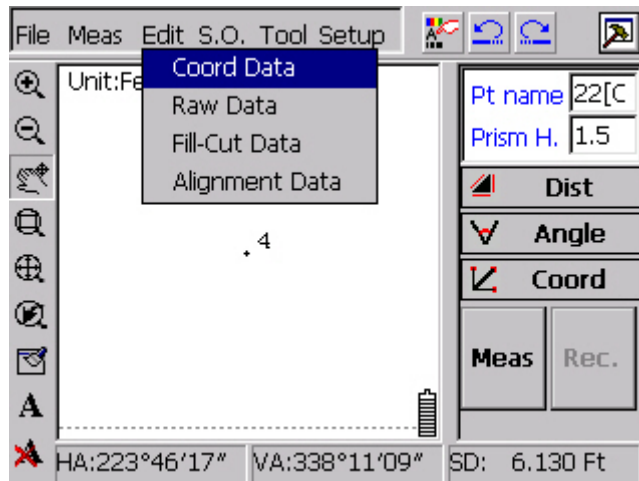 File Meas Edit S.O. Tool Setup
Coord Data
Raw Data
Fill-Cut Data
Alignment Data
Unit:Fe
4
Pt name 22[C
Prism H. 1.5
Dist
Angle
Coord
Meas Rec.
A
HA:223°46′17″ VA:338°11′09″ SD: 6.130 Ft